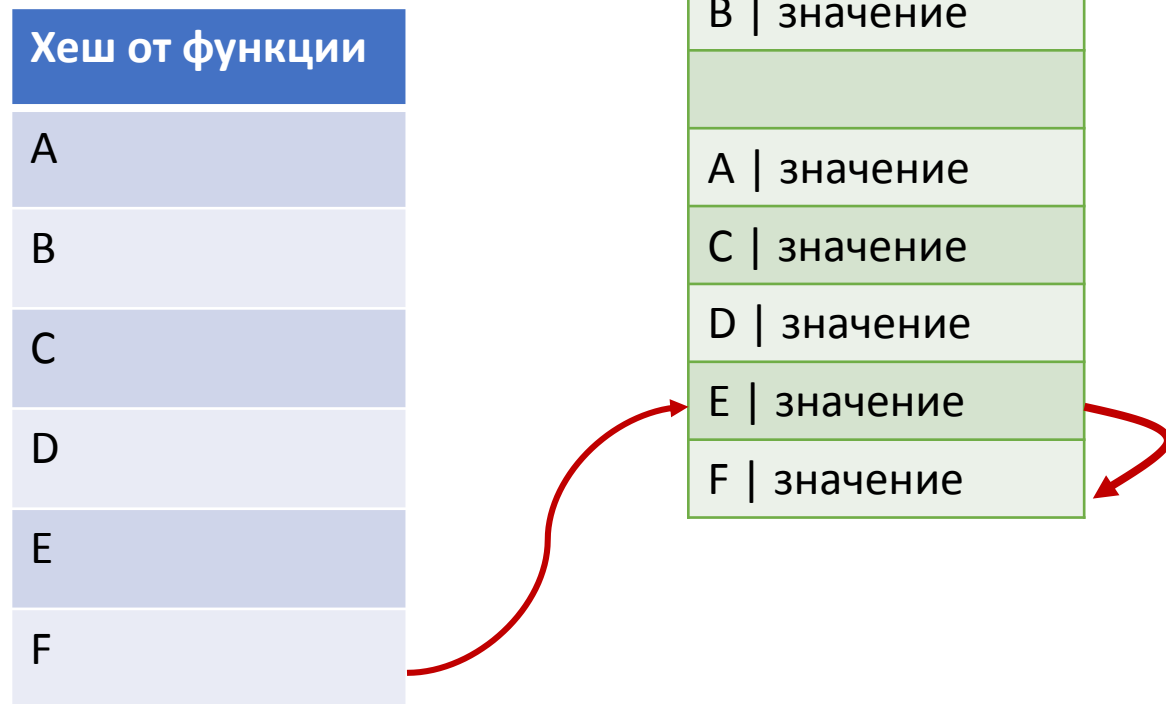 Хеш от функции
A
B
C
D
E
F
B | значение
A | значение
C | значение
D | значение
E | значение
F | значение